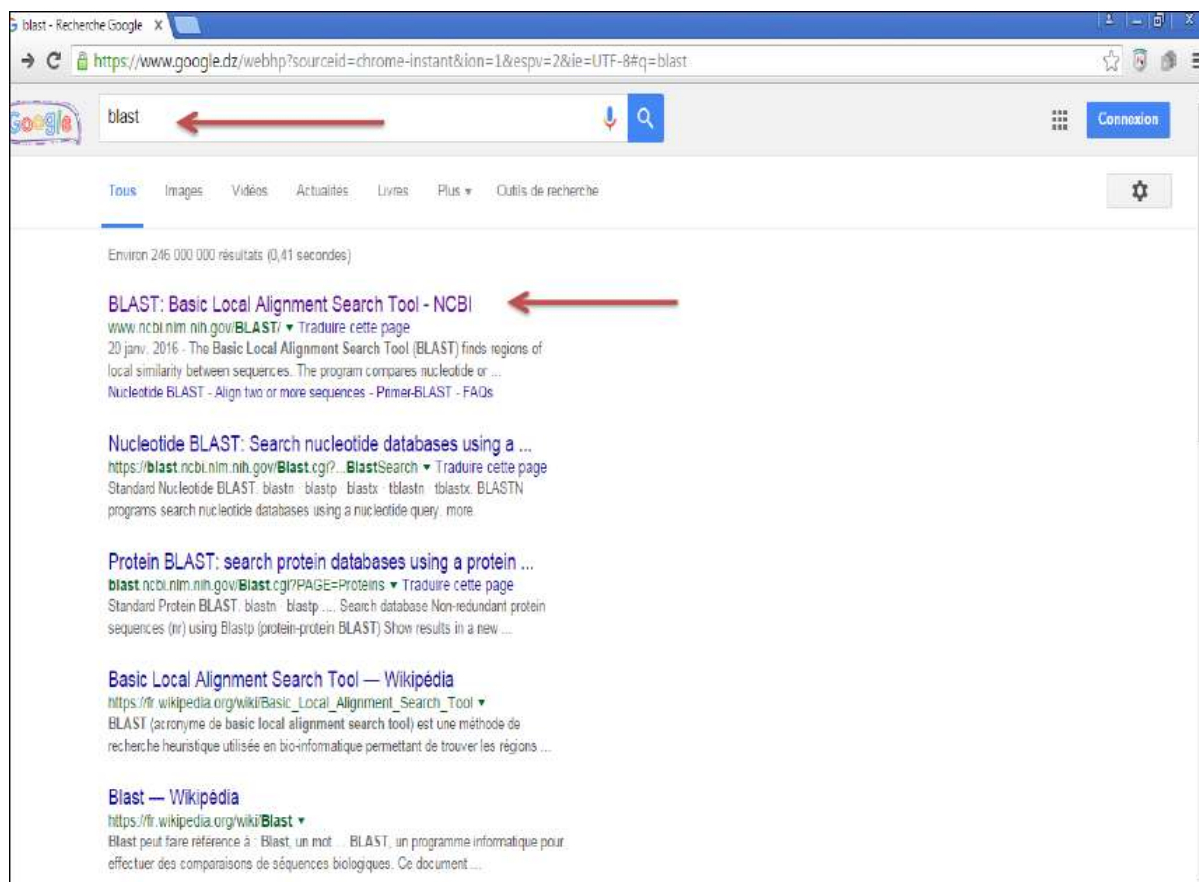 blast - Recherche Google
https://www.google.dz/webhp?sourceid=chrome-instant&ion=1&espv=2&ie=UTF-8#q=blast
Google
blast
Connexion
Tous Images Vidéos Actualités Livres Plus Outils de recherche
Environ 246 000 000 résultats (0,41 secondes)
BLAST: Basic Local Alignment Search Tool - NCBI
www.ncbi.nlm.nih.gov/BLAST/ Traduire cette page
20 janv. 2016 - The Basic Local Alignment Search Tool (BLAST) finds regions of
local similarity between sequences. The program compares nucleotide or ...
Nucleotide BLAST - Align two or more sequences - Primer-BLAST - FAQs
Nucleotide BLAST: Search nucleotide databases using a ...
https://blast.ncbi.nlm.nih.gov/Blast.cgi?...BlastSearch Traduire cette page
Standard Nucleotide BLAST. blastn · blastp · blastx · tblastn · tblastx. BLASTN
programs search nucleotide databases using a nucleotide query. more.
Protein BLAST: search protein databases using a protein ...
blast.ncbi.nlm.nih.gov/Blast.cgi?PAGE=Proteins Traduire cette page
Standard Protein BLAST. blastn · blastp .... Search database Non-redundant protein
sequences (nr) using Blastp (protein-protein BLAST) Show results in a new ...
Basic Local Alignment Search Tool — Wikipédia
https://fr.wikipedia.org/wiki/Basic_Local_Alignment_Search_Tool
BLAST (acronyme de basic local alignment search tool) est une méthode de
recherche heuristique utilisée en bio-informatique permettant de trouver les régions ...
Blast — Wikipédia
https://fr.wikipedia.org/wiki/Blast
Blast peut faire référence à : Blast, un mot ... BLAST, un programme informatique pour
effectuer des comparaisons de séquences biologiques. Ce document ...